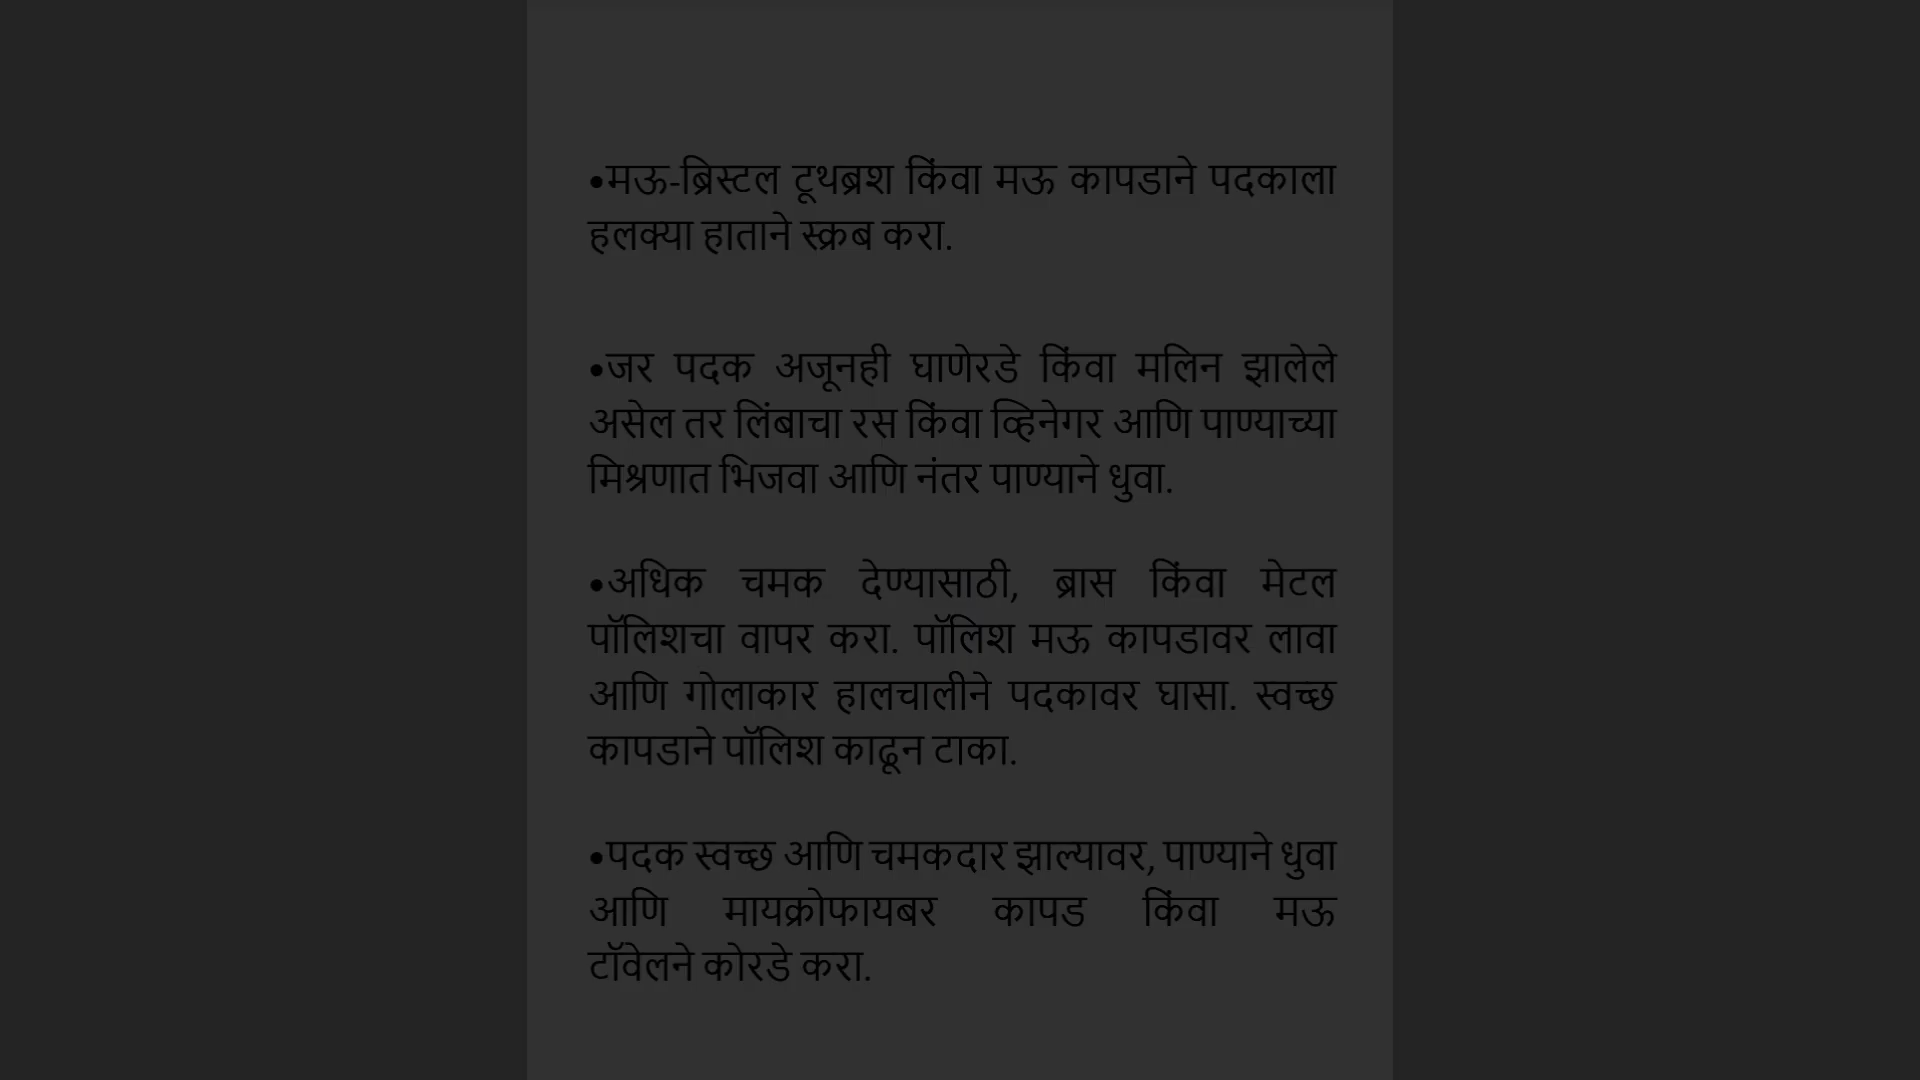 •मऊ-ब्रिस्टल टूथब्रश किंवा मऊ कापडाने पदकाला
हलक्या हाताने स्क्रब करा.
•जर पदक अजूनही घाणेरडे किंवा मलिन झालेले
असेल तर लिंबाचा रस किंवा व्हिनेगर आणि पाण्याच्या
मिश्रणात भिजवा आणि नंतर पाण्याने धुवा.
•अधिक चमक देण्यासाठी, ब्रास किंवा मेटल
पॉलिशचा वापर करा. पॉलिश मऊ कापडावर लावा
आणि गोलाकार हालचालीने पदकावर घासा. स्वच्छ
कापडाने पॉलिश काढून टाका.
•पदक स्वच्छ आणि चमकदार झाल्यावर, पाण्याने धुवा
आणि मायक्रोफायबर कापड किंवा मऊ
टॉवेलने कोरडे करा.